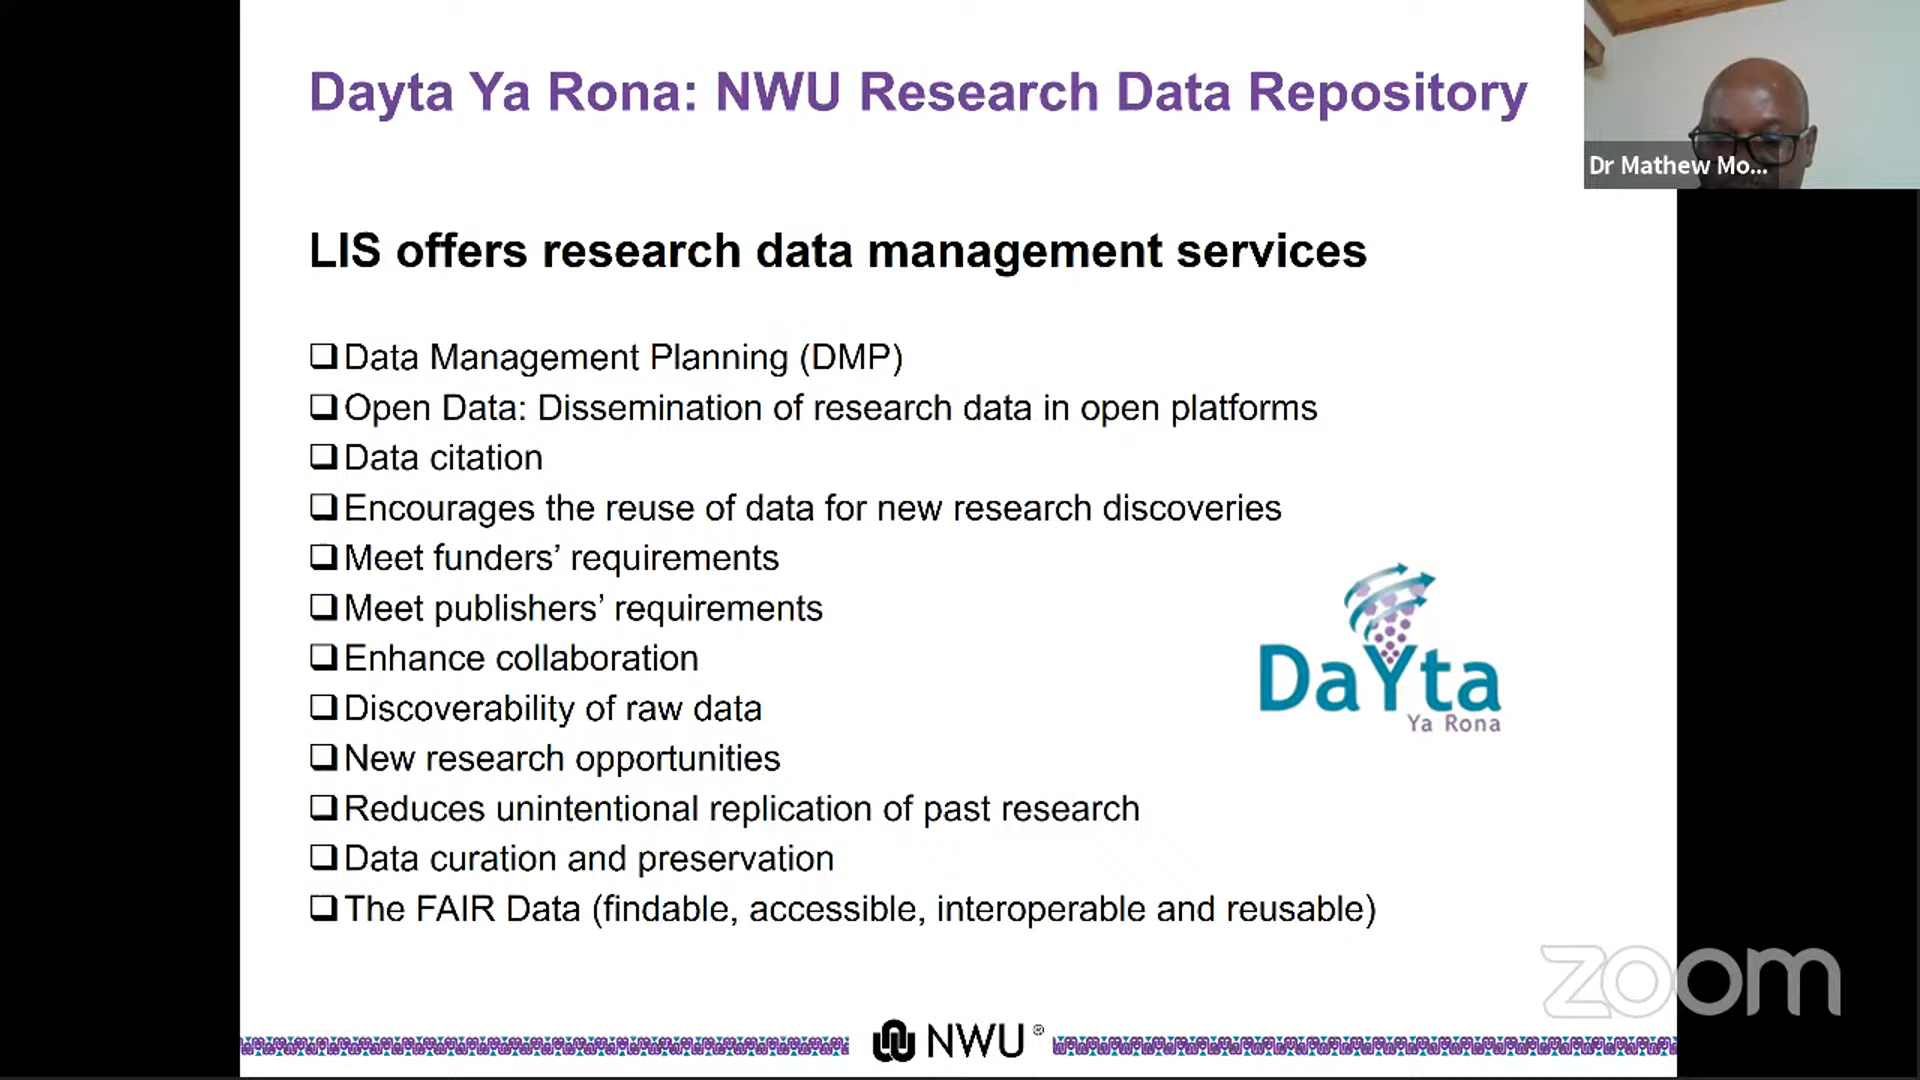 Dayta Ya Rona: NWU Research Data Repository
Dr Mathew Mo...
LIS offers research data management services
Data Management Planning (DMP)
Open Data: Dissemination of research data in open platforms
Data citation
Encourages the reuse of data for new research discoveries
Meet funders’ requirements
Meet publishers’ requirements
Enhance collaboration
Discoverability of raw data
New research opportunities
Reduces unintentional replication of past research
Data curation and preservation
The FAIR Data (findable, accessible, interoperable and reusable)
DaYta
Ya Rona
zoom
NWU®